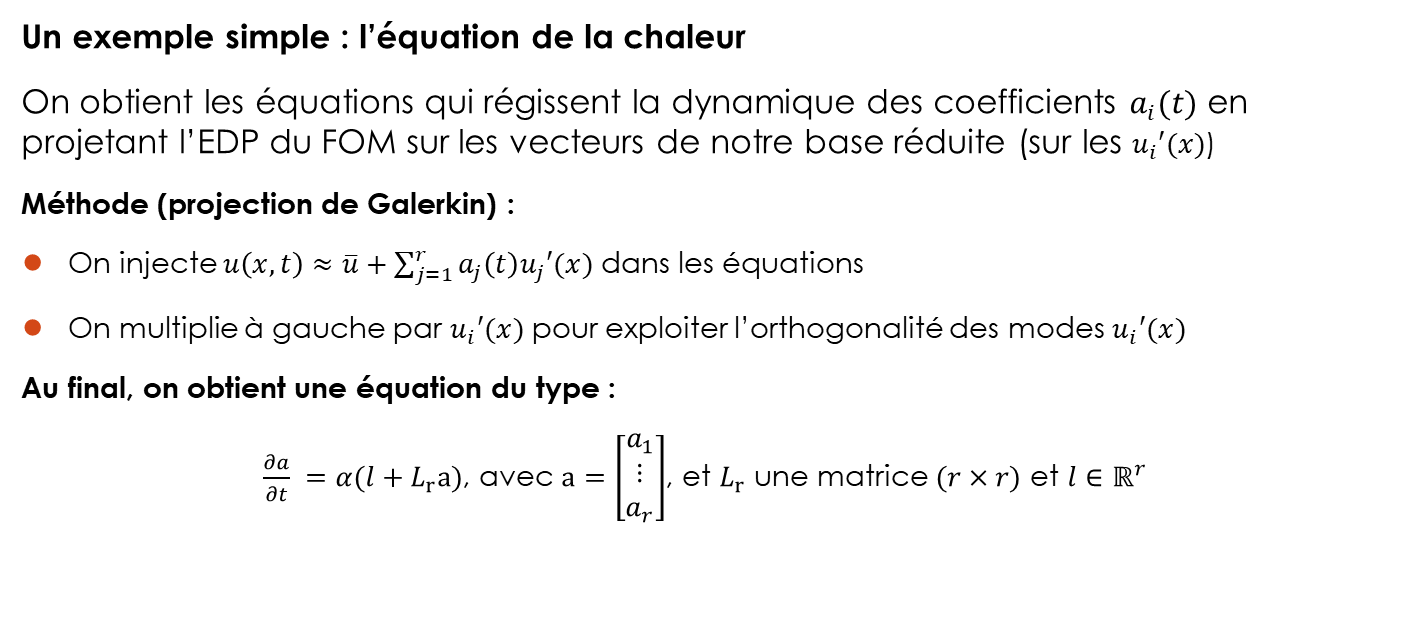 Un exemple simple : l’équation de la chaleur
On obtient les équations qui régissent la dynamique des coefficients 𝑎ᵢ(𝑡) en
projetant l’EDP du FOM sur les vecteurs de notre base réduite (sur les 𝑢ᵢ′(𝑥))
Méthode (projection de Galerkin) :
● On injecte 𝑢(𝑥, 𝑡) ≈ 𝑢̅ + ∑ʳⱼ₌₁ 𝑎ⱼ(𝑡)𝑢ⱼ′(𝑥) dans les équations
● On multiplie à gauche par 𝑢ᵢ′(𝑥) pour exploiter l’orthogonalité des modes 𝑢ᵢ′(𝑥)
Au final, on obtient une équation du type :
∂𝑎/∂𝑡 = 𝛼(𝑙 + 𝐿ᵣa), avec a = [𝑎₁ ⋮ 𝑎ᵣ], et 𝐿ᵣ une matrice (𝑟 × 𝑟) et 𝑙 ∈ ℝʳ